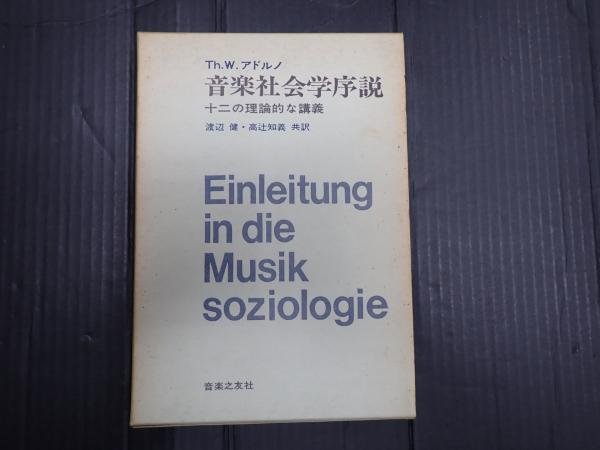 Th.W.アドルノ
音楽社会学序説
十二の理論的な講義
渡辺 健・高辻知義 共訳
Einleitung
in die
Musik
soziologie
音楽之友社